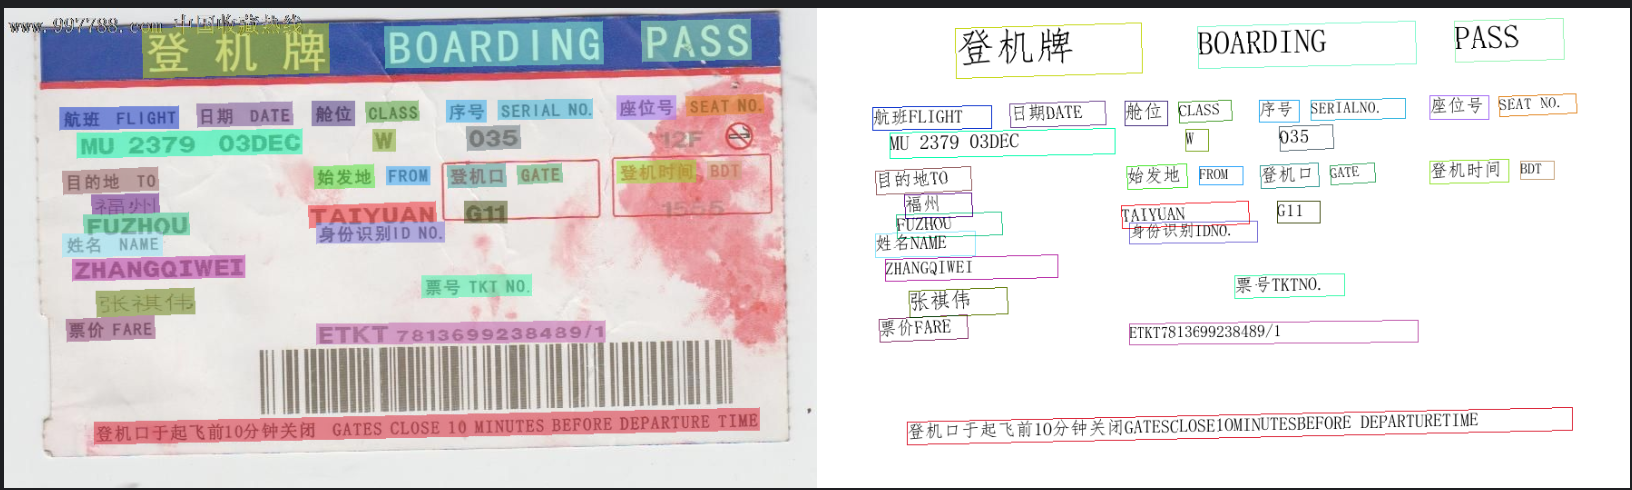 www.997788.com 中国收藏热线
登机牌 BOARDING PASS
航班 FLIGHT 日期 DATE 舱位 CLASS 序号 SERIAL NO. 座位号 SEAT NO.
MU 2379 03DEC W 035 12F
目的地 TO 始发地 FROM 登机口 GATE 登机时间 BDT
福州
FUZHOU TAIYUAN G11 1555
姓名 NAME 身份识别ID NO.
ZHANGQIWEI
票号 TKT NO.
张祺伟
票价 FARE ETKT 7813699238489/1
登机口于起飞前10分钟关闭 GATES CLOSE 10 MINUTES BEFORE DEPARTURE TIME
登机牌 BOARDING PASS
航班FLIGHT 日期DATE 舱位 CLASS 序号 SERIALNO. 座位号 SEAT NO.
MU 2379 03DEC W 035
目的地TO 始发地 FROM 登机口 GATE 登机时间 BDT
福州
FUZHOU TAIYUAN G11
姓名NAME 身份识别IDNO.
ZHANGQIWEI
票号TKTNO.
张祺伟
票价FARE ETKT7813699238489/1
登机口于起飞前10分钟关闭GATESCLOSE10MINUTESBEFORE DEPARTURETIME